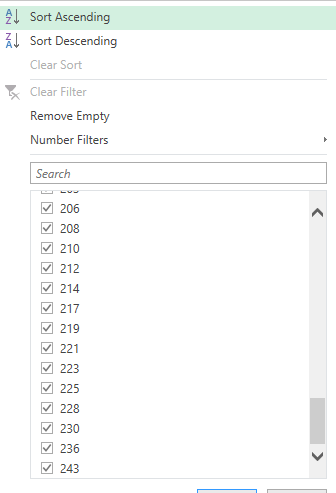 Sort Ascending
Sort Descending
Clear Sort
Clear Filter
Remove Empty
Number Filters
Search
206
208
210
212
214
217
219
221
223
225
228
230
236
243